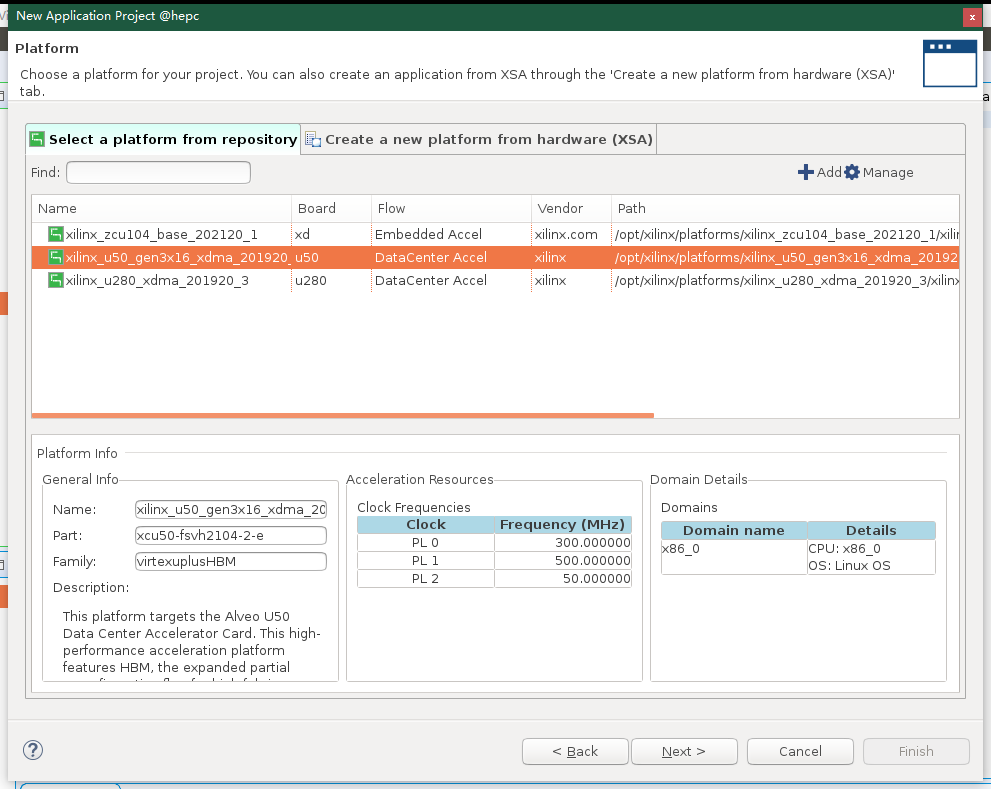 New Application Project @hepc
x
Platform
Choose a platform for your project. You can also create an application from XSA through the 'Create a new platform from hardware (XSA)'
tab.
Select a platform from repository
Create a new platform from hardware (XSA)
Find:
Add
Manage
Name Board Flow Vendor Path
xilinx_zcu104_base_202120_1 xd Embedded Accel xilinx.com /opt/xilinx/platforms/xilinx_zcu104_base_202120_1/xilin
xilinx_u50_gen3x16_xdma_201920_ u50 DataCenter Accel xilinx /opt/xilinx/platforms/xilinx_u50_gen3x16_xdma_20192
xilinx_u280_xdma_201920_3 u280 DataCenter Accel xilinx /opt/xilinx/platforms/xilinx_u280_xdma_201920_3/xilinx
Platform Info
General Info
Name: xilinx_u50_gen3x16_xdma_20
Part: xcu50-fsvh2104-2-e
Family: virtexuplusHBM
Description:
This platform targets the Alveo U50
Data Center Accelerator Card. This high-
performance acceleration platform
features HBM, the expanded partial
Acceleration Resources
Clock Frequencies
Clock Frequency (MHz)
PL 0 300.000000
PL 1 500.000000
PL 2 50.000000
Domain Details
Domains
Domain name Details
x86_0 CPU: x86_0
OS: Linux OS
?
< Back
Next >
Cancel
Finish